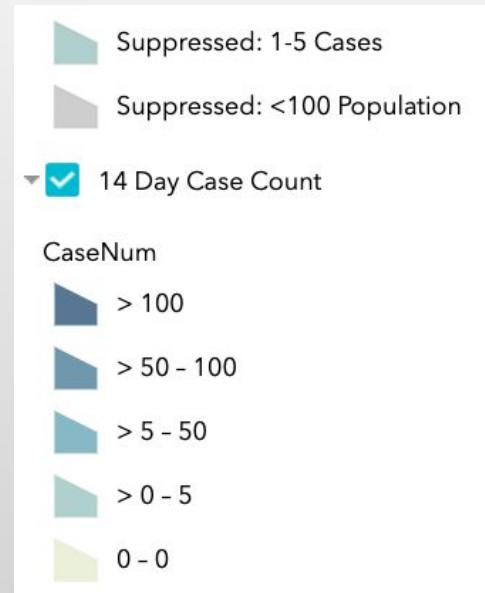 Suppressed: 1-5 Cases
Suppressed: <100 Population
14 Day Case Count
CaseNum
> 100
> 50 – 100
> 5 – 50
> 0 – 5
0 – 0